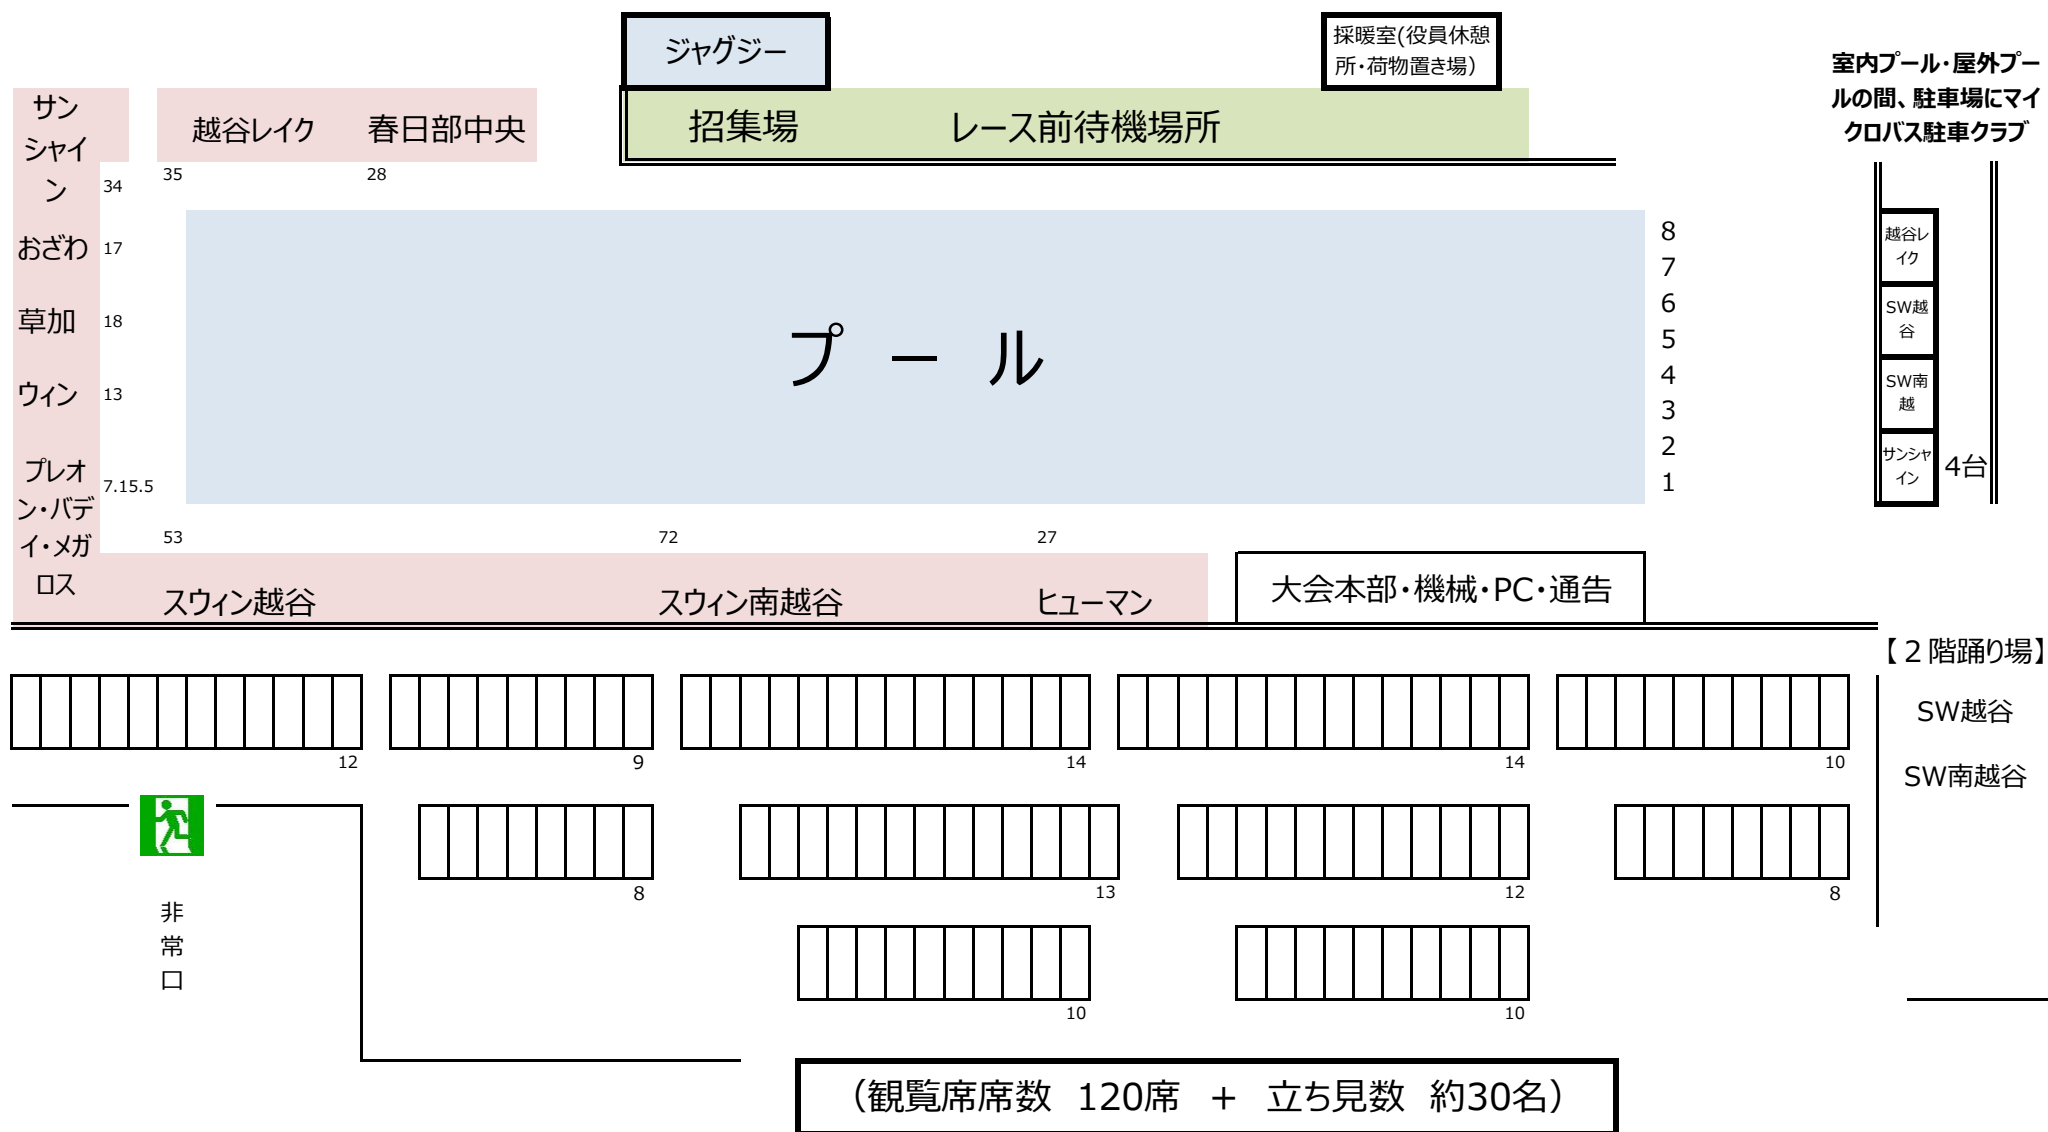 ジャグジー
採暖室(役員休憩
所・荷物置き場）
室内プール・屋外プー
ルの間、駐車場にマイ
クロバス駐車クラブ
サン
シャイ
ン
越谷レイク
春日部中央
招集場
レース前待機場所
34
35
28
おざわ
17
草加
18
ウィン
13
プレオ
ン・バデ
イ・メガ
ロス
7.15.5
プール
8
7
6
5
4
3
2
1
越谷レ
イク
SW越
谷
SW南
越
サンシャ
イン
4台
53
72
27
スウィン越谷
スウィン南越谷
ヒューマン
大会本部・機械・PC・通告
【２階踊り場】
SW越谷
SW南越谷
12
9
14
14
10
8
13
12
8
10
10
非
常
口
（観覧席席数 120席 + 立ち見数 約30名）